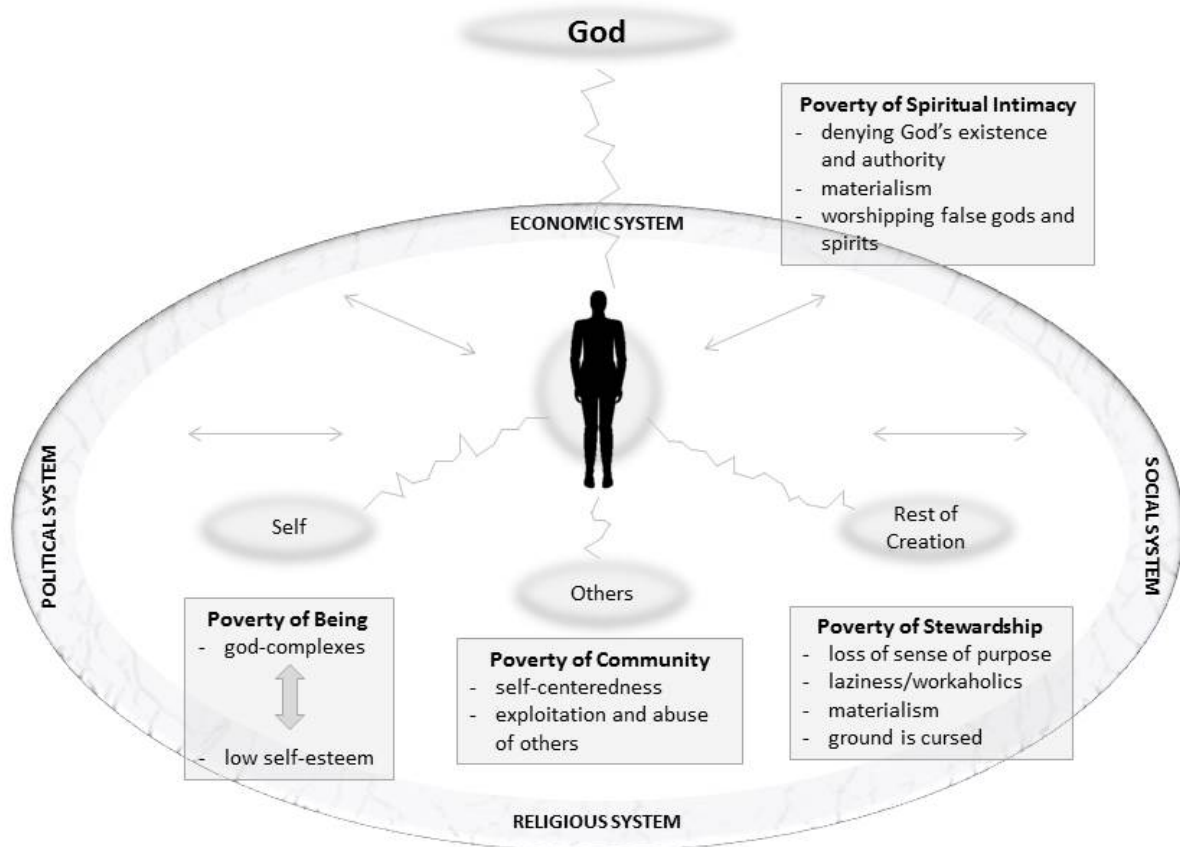 God
Poverty of Spiritual Intimacy
- denying God's existence
and authority
- materialism
- worshipping false gods and
spirits
ECONOMIC SYSTEM
POLITICAL SYSTEM
SOCIAL SYSTEM
Self
Rest of
Creation
Others
Poverty of Being
- god-complexes
- low self-esteem
Poverty of Community
- self-centeredness
- exploitation and abuse
of others
Poverty of Stewardship
- loss of sense of purpose
- laziness/workaholics
- materialism
- ground is cursed
RELIGIOUS SYSTEM